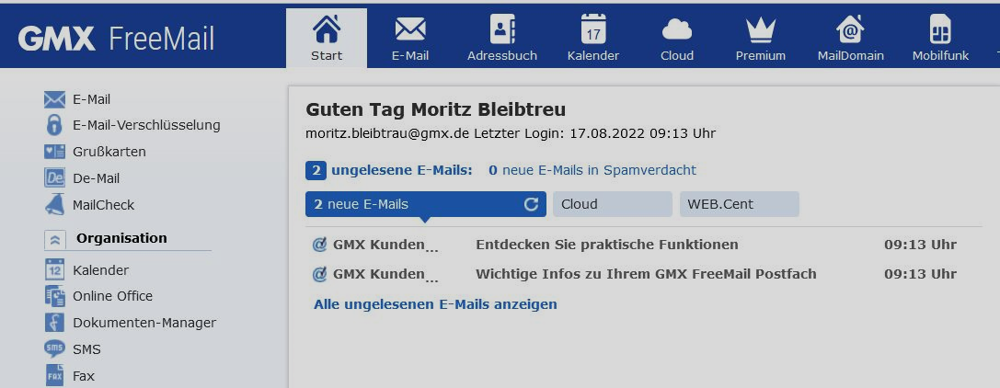 GMX FreeMail
Start
E-Mail
Adressbuch
17
Kalender
Cloud
Premium
@
MailDomain
Mobilfunk
E-Mail
E-Mail-Verschlüsselung
Grußkarten
De De-Mail
MailCheck
Organisation
12 Kalender
Online Office
Dokumenten-Manager
sms SMS
FAX Fax
Guten Tag Moritz Bleibtreu
moritz.bleibtrau@gmx.de Letzter Login: 17.08.2022 09:13 Uhr
2 ungelesene E-Mails: 0 neue E-Mails in Spamverdacht
2 neue E-Mails Cloud WEB.Cent
@ GMX Kunden... Entdecken Sie praktische Funktionen 09:13 Uhr
@ GMX Kunden... Wichtige Infos zu Ihrem GMX FreeMail Postfach 09:13 Uhr
Alle ungelesenen E-Mails anzeigen